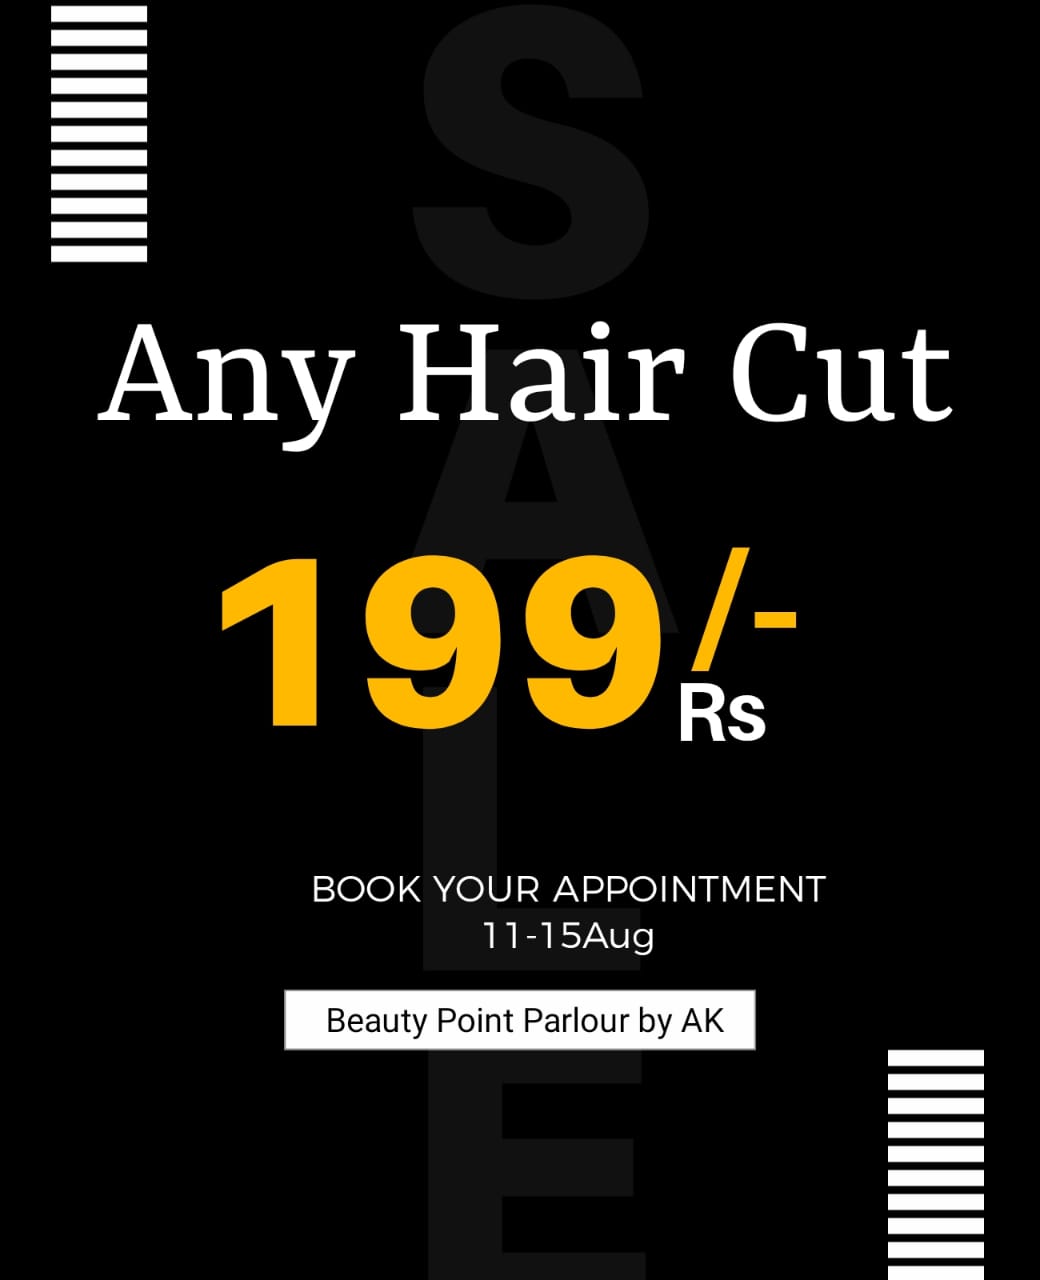 SALE
Any Hair Cut
199/-
Rs
BOOK YOUR APPOINTMENT
11-15Aug
Beauty Point Parlour by AK